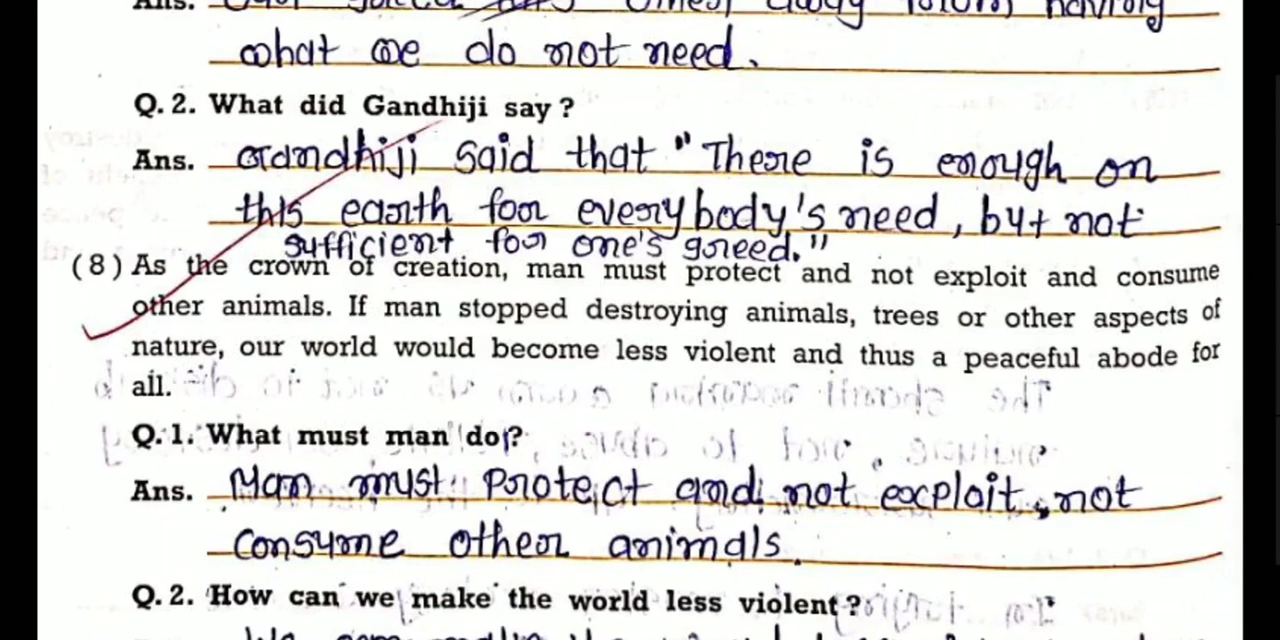 Ans.
what we do not need.
Q. 2. What did Gandhiji say ?
Ans. Gandhiji said that "There is enough on
this earth for everybody's need, but not
sufficient for one's greed."
(8) As the crown of creation, man must protect and not exploit and consume
other animals. If man stopped destroying animals, trees or other aspects of
nature, our world would become less violent and thus a peaceful abode for
all.
Q. 1. What must man do ?
Ans. Man must protect and not exploit, not
consume other animals.
Q. 2. How can we make the world less violent ?